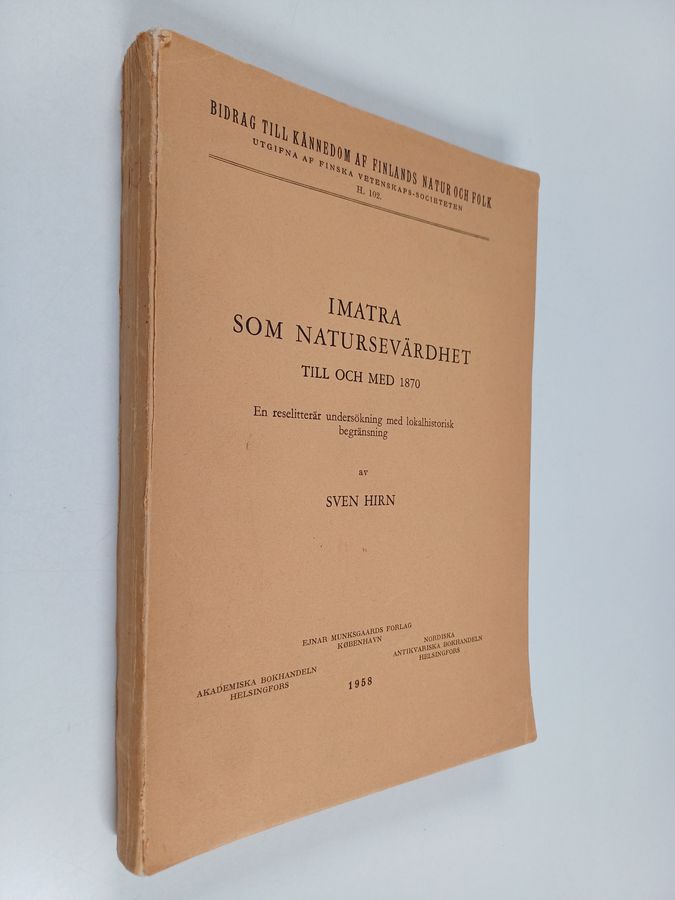 BIDRAG TILL KÄNNEDOM AF FINLANDS NATUR OCH FOLK
UTGIFNA AF FINSKA VETENSKAPS-SOCIETETEN
H. 102.
IMATRA
SOM NATURSEVÄRDHET
TILL OCH MED 1870
En reselitterär undersökning med lokalhistorisk
begränsning
av
SVEN HIRN
EJNAR MUNKSGAARDS FORLAG
KØBENHAVN
NORDISKA
ANTIKVARISKA BOKHANDELN
HELSINGFORS
AKADEMISKA BOKHANDELN
HELSINGFORS
1958